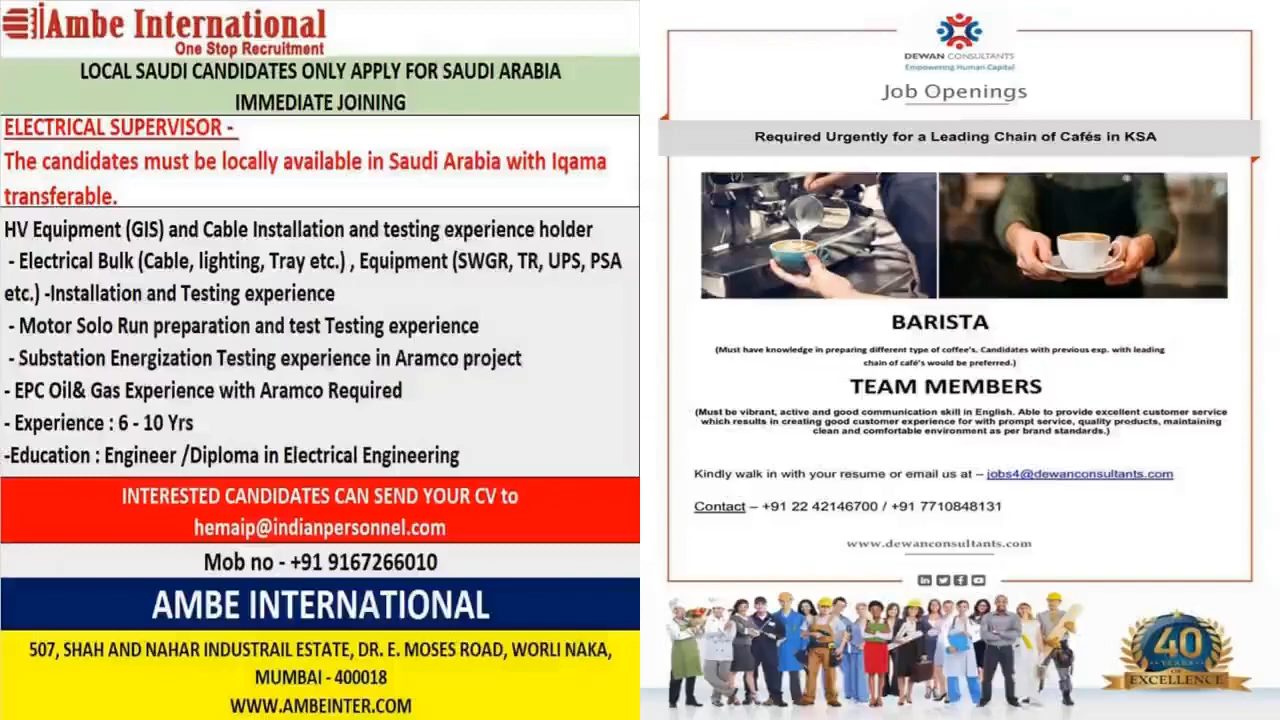 Ambe International
One Stop Recruitment
LOCAL SAUDI CANDIDATES ONLY APPLY FOR SAUDI ARABIA
IMMEDIATE JOINING
ELECTRICAL SUPERVISOR -
The candidates must be locally available in Saudi Arabia with Iqama
transferable.
HV Equipment (GIS) and Cable Installation and testing experience holder
- Electrical Bulk (Cable, lighting, Tray etc.) , Equipment (SWGR, TR, UPS, PSA
etc.) -Installation and Testing experience
- Motor Solo Run preparation and test Testing experience
- Substation Energization Testing experience in Aramco project
- EPC Oil& Gas Experience with Aramco Required
- Experience : 6 - 10 Yrs
-Education : Engineer /Diploma in Electrical Engineering
INTERESTED CANDIDATES CAN SEND YOUR CV to
hemaip@indianpersonnel.com
Mob no - +91 9167266010
AMBE INTERNATIONAL
507, SHAH AND NAHAR INDUSTRAIL ESTATE, DR. E. MOSES ROAD, WORLI NAKA,
MUMBAI - 400018
WWW.AMBEINTER.COM
DEWAN CONSULTANTS
Empowering Human Capital
Job Openings
Required Urgently for a Leading Chain of Cafés in KSA
BARISTA
(Must have knowledge in preparing different type of coffee's. Candidates with previous exp. with leading
chain of café's would be preferred.)
TEAM MEMBERS
(Must be vibrant, active and good communication skill in English. Able to provide excellent customer service
which results in creating good customer experience for with prompt service, quality products, maintaining
clean and comfortable environment as per brand standards.)
Kindly walk in with your resume or email us at – jobs4@dewanconsultants.com
Contact – +91 22 42146700 / +91 7710848131
www.dewanconsultants.com
40
YEARS
OF
EXCELLENCE